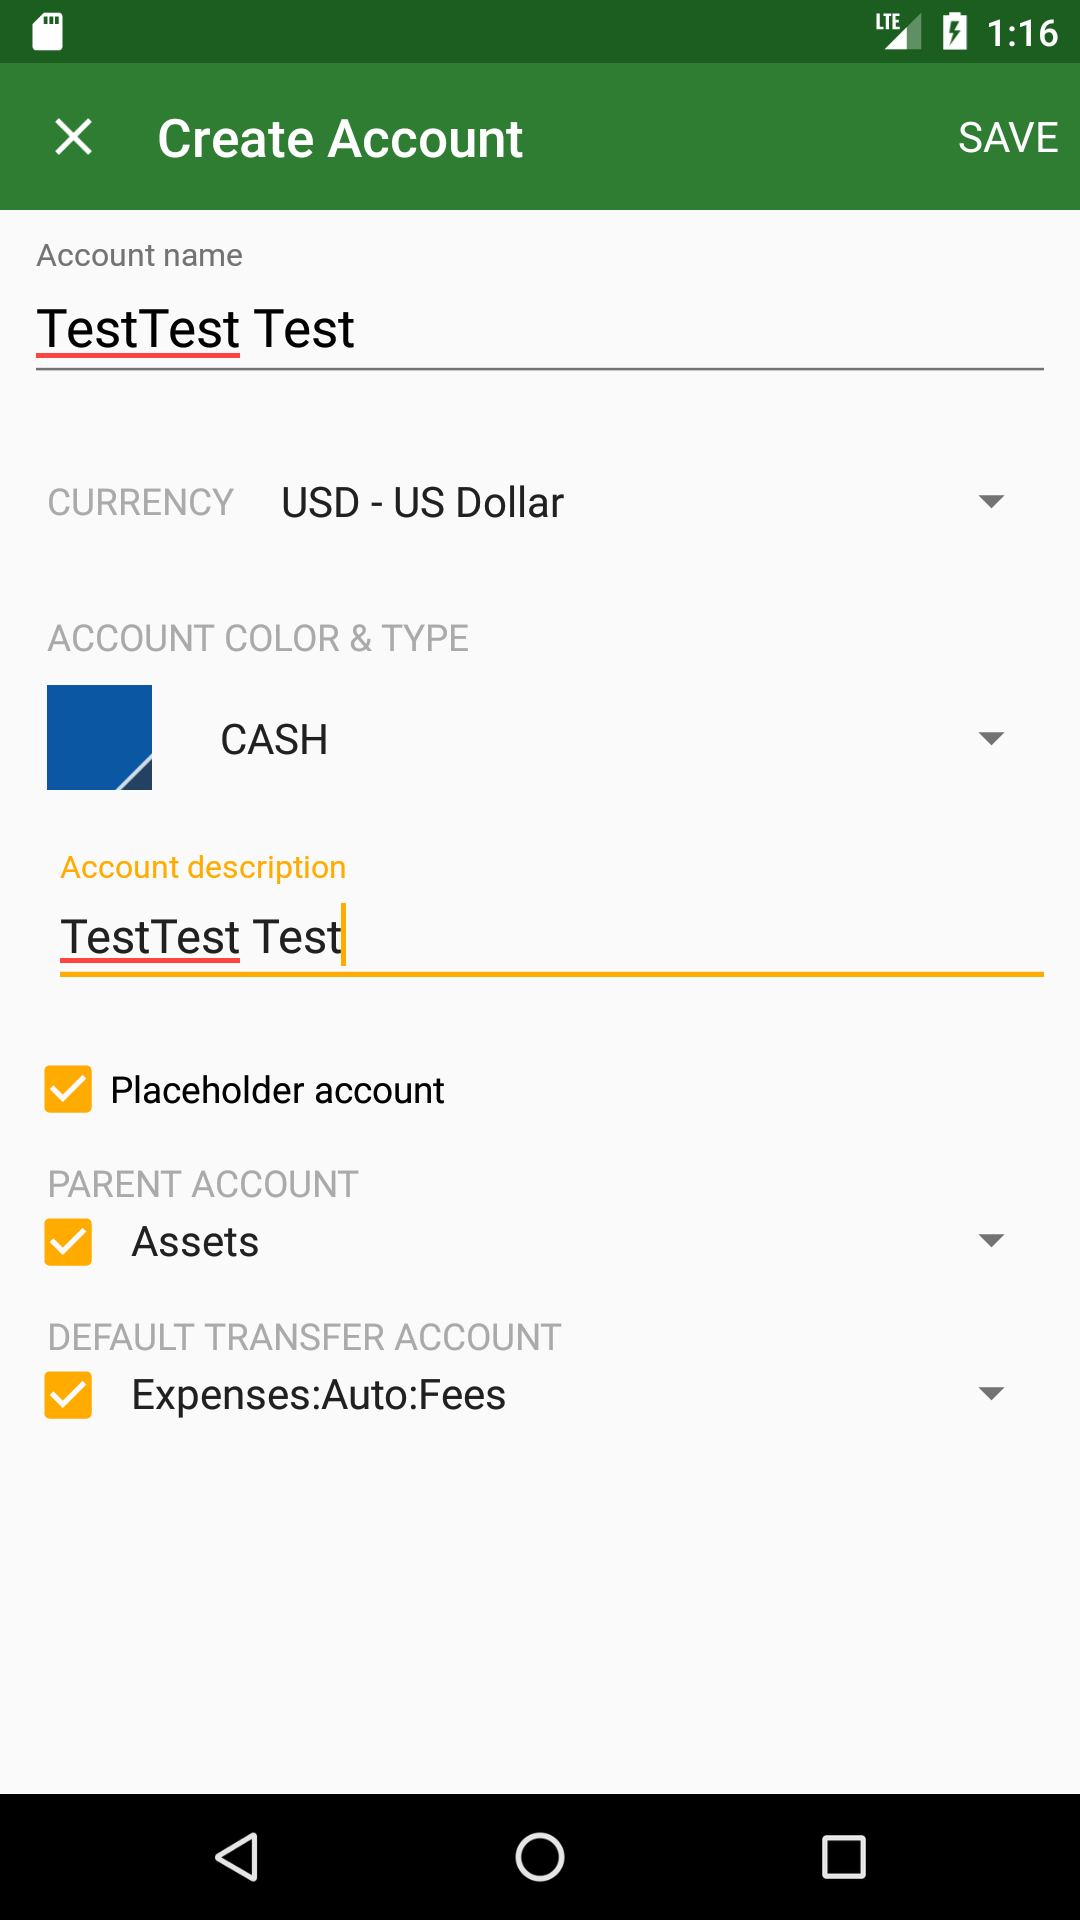 LTE 1:16
Create Account SAVE
Account name
TestTest Test
CURRENCY USD - US Dollar
ACCOUNT COLOR & TYPE
CASH
Account description
TestTest Test
Placeholder account
PARENT ACCOUNT
Assets
DEFAULT TRANSFER ACCOUNT
Expenses:Auto:Fees